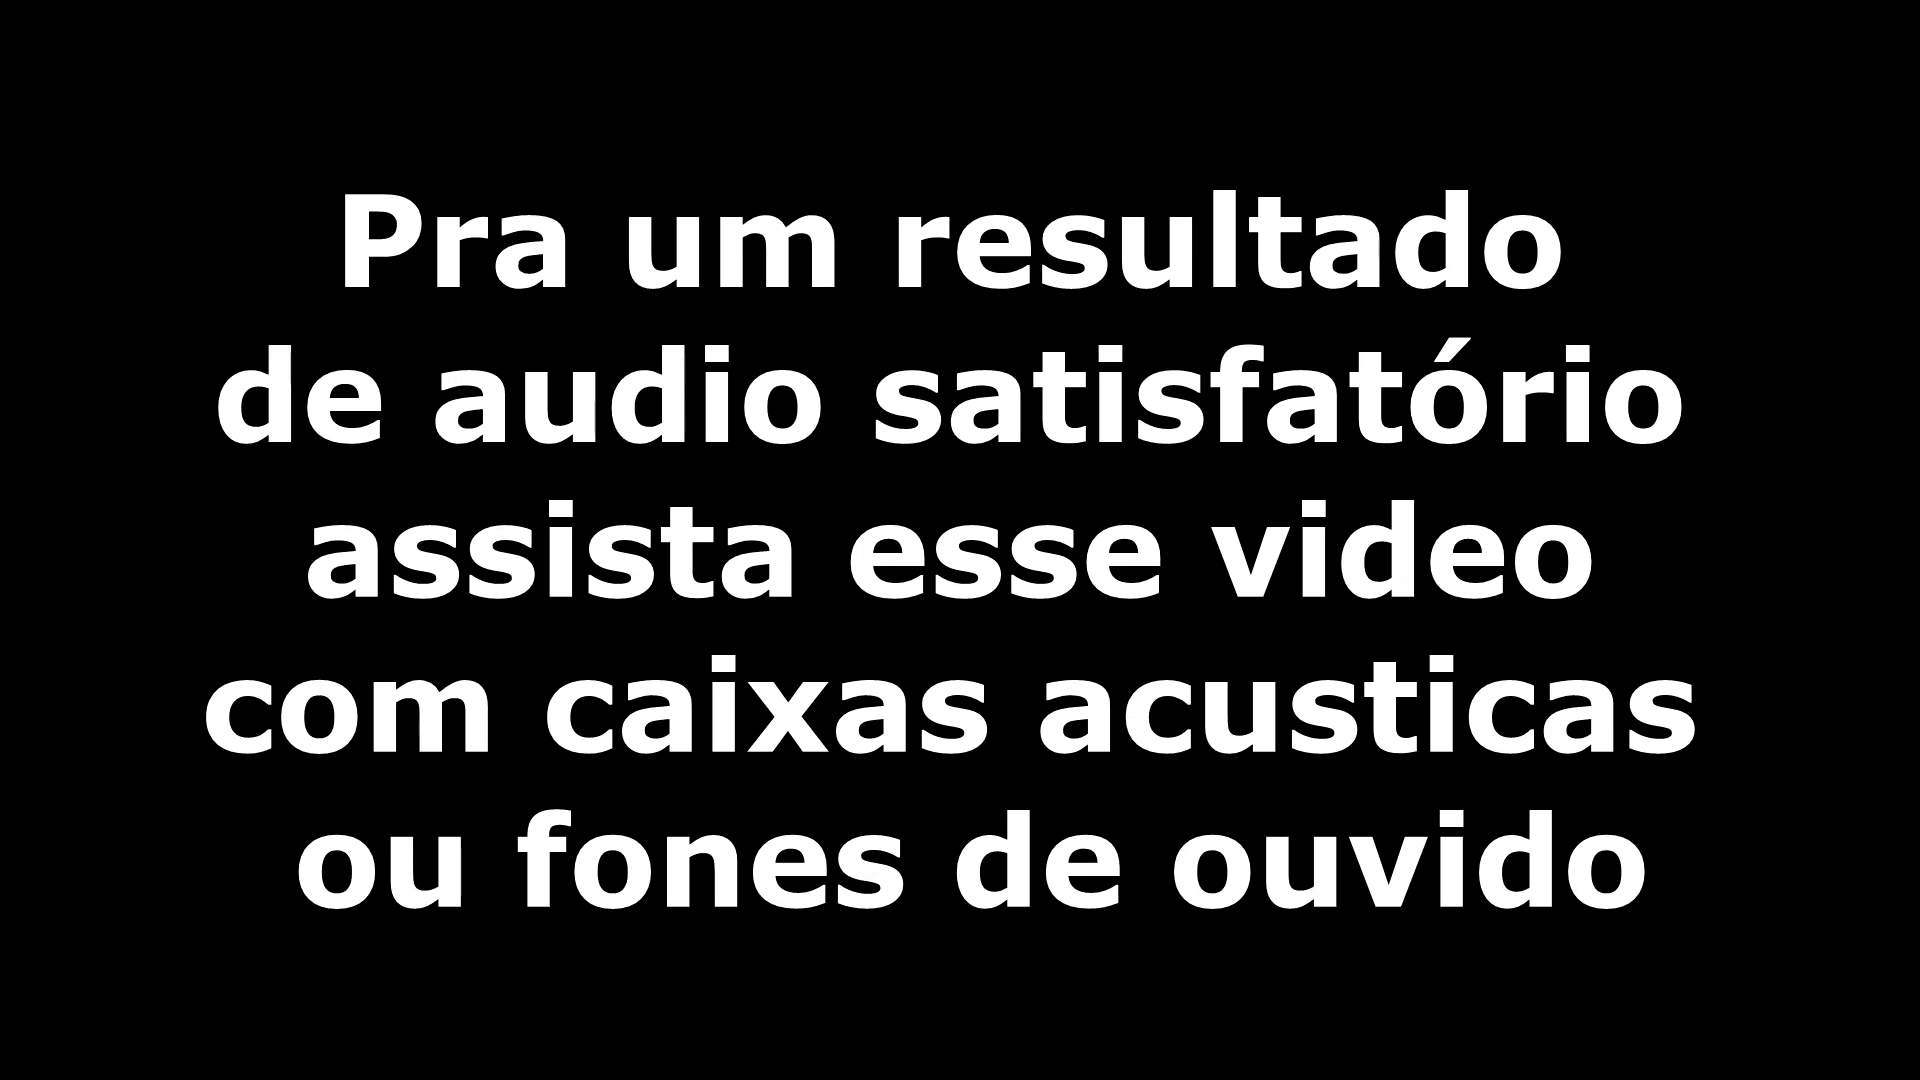 Pra um resultado
de audio satisfatório
assista esse video
com caixas acusticas
ou fones de ouvido